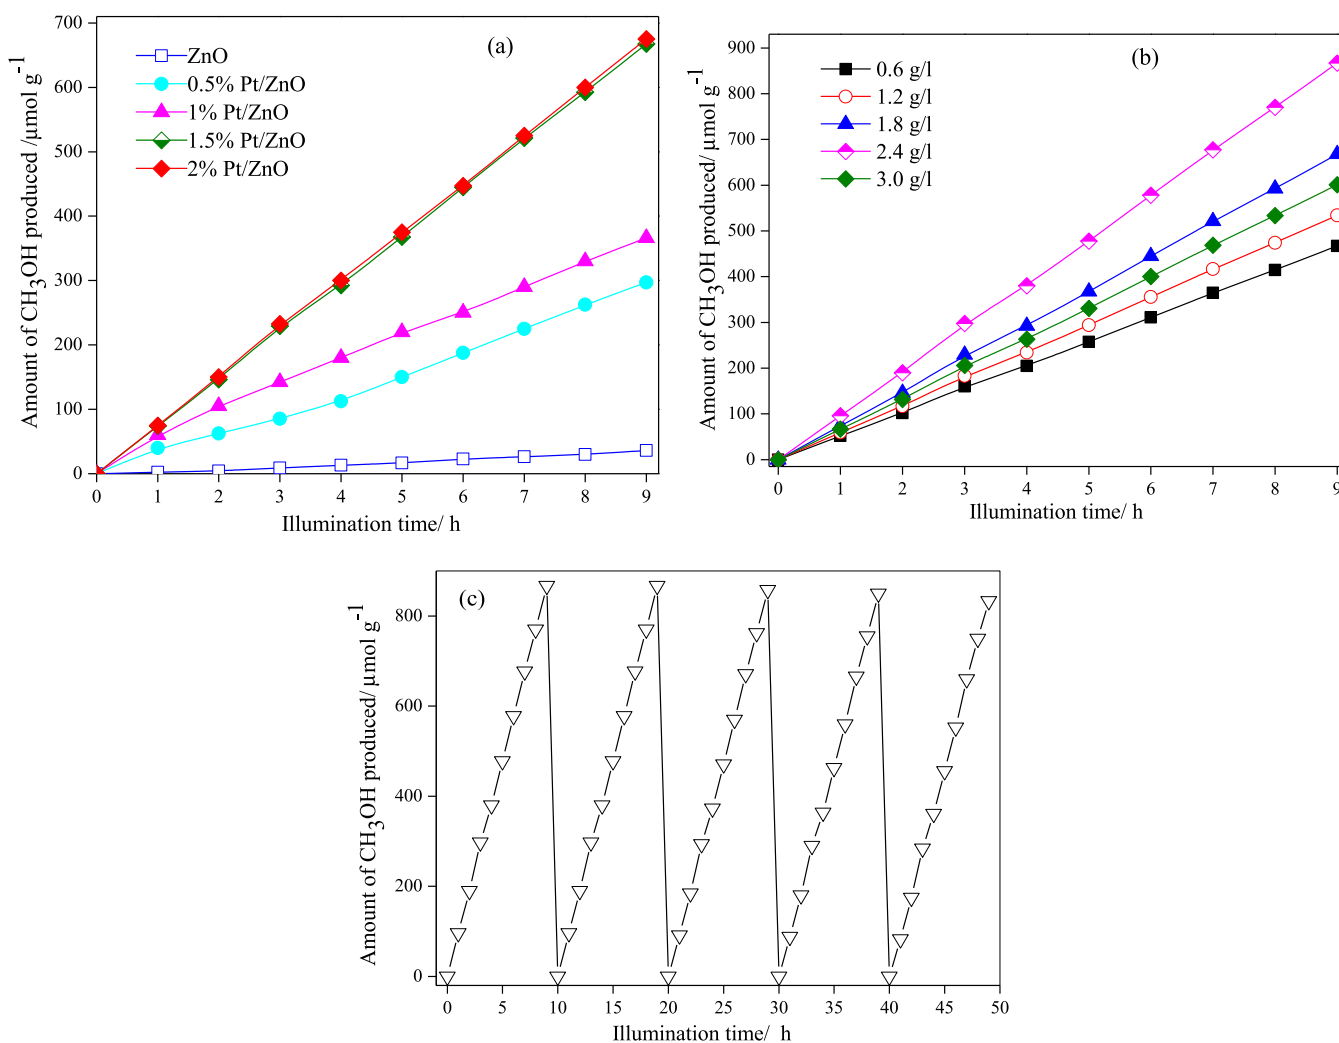 (a)
ZnO
0.5% Pt/ZnO
1% Pt/ZnO
1.5% Pt/ZnO
2% Pt/ZnO
700
600
500
400
300
200
100
0
0 1 2 3 4 5 6 7 8 9
Illumination time/ h
Amount of CH3OH produced /µmol g-1
(b)
0.6 g/l
1.2 g/l
1.8 g/l
2.4 g/l
3.0 g/l
900
800
700
600
500
400
300
200
100
0
0 1 2 3 4 5 6 7 8 9
Illumination time/ h
Amount of CH3OH produced/ µmol g-1
(c)
800
600
400
200
0
0 5 10 15 20 25 30 35 40 45 50
Illumination time/ h
Amount of CH3OH produced/ µmol g-1